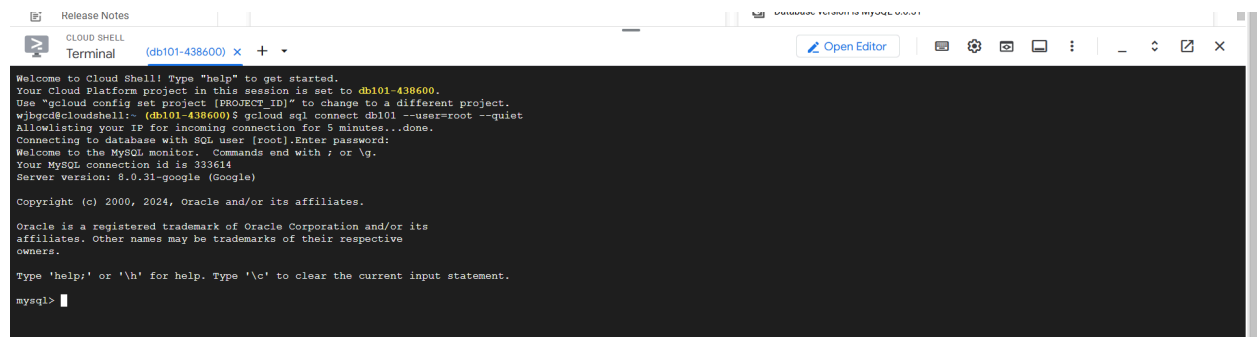 Release Notes
Database version is MySQL 8.0.31
CLOUD SHELL
Terminal
(db101-438600) × + Open Editor
Welcome to Cloud Shell! Type "help" to get started.
Your Cloud Platform project in this session is set to db101-438600.
Use “gcloud config set project [PROJECT_ID]” to change to a different project.
wjbgcd@cloudshell:~ (db101-438600)$ gcloud sql connect db101 --user=root --quiet
Allowlisting your IP for incoming connection for 5 minutes...done.
Connecting to database with SQL user [root].Enter password:
Welcome to the MySQL monitor.  Commands end with ; or \g.
Your MySQL connection id is 333614
Server version: 8.0.31-google (Google)
Copyright (c) 2000, 2024, Oracle and/or its affiliates.
Oracle is a registered trademark of Oracle Corporation and/or its
affiliates. Other names may be trademarks of their respective
owners.
Type 'help;' or '\h' for help. Type '\c' to clear the current input statement.
mysql>